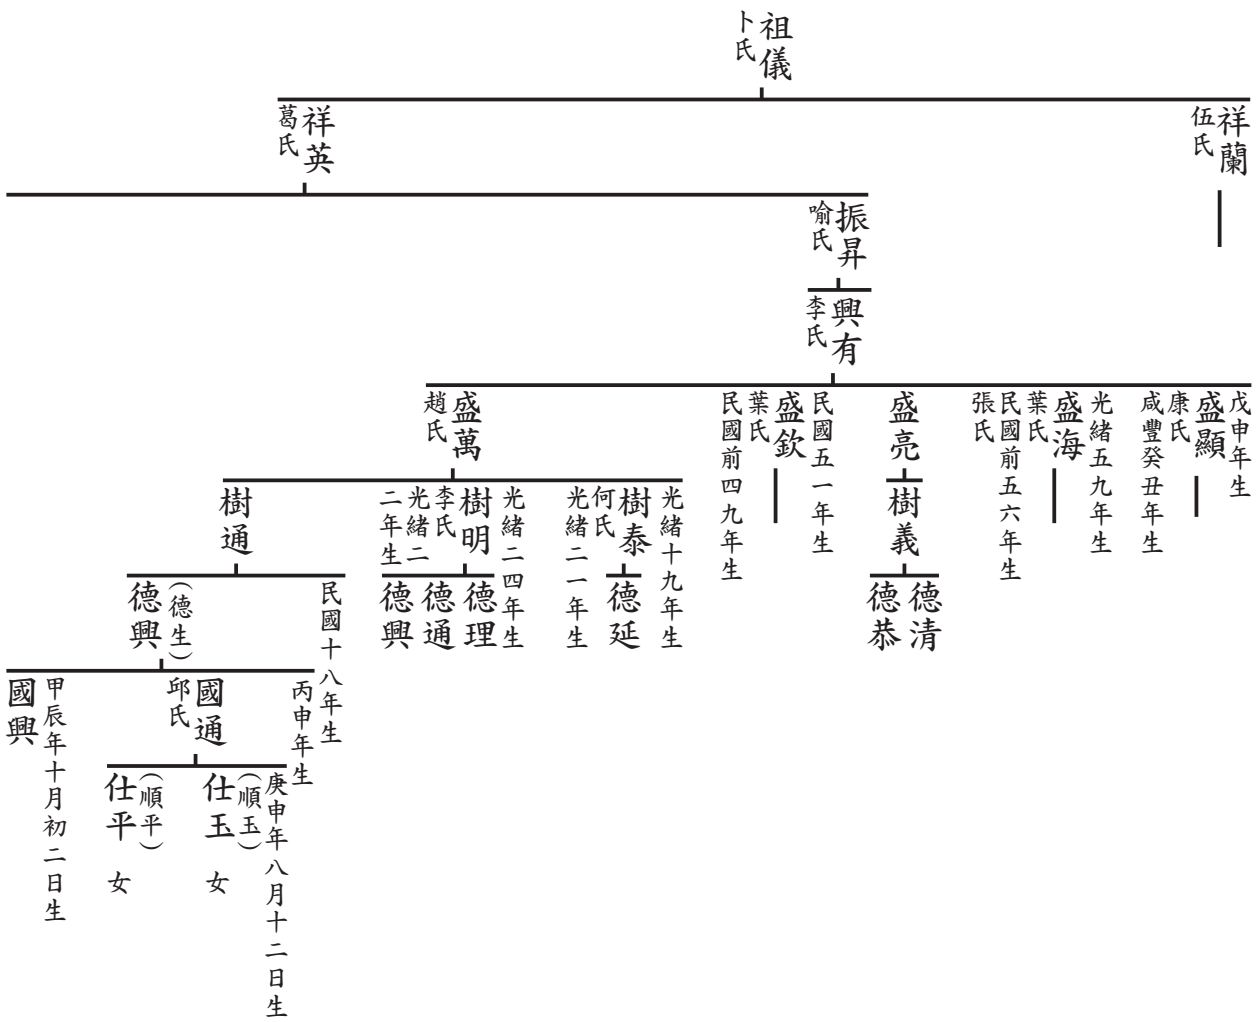 祖儀
卜氏
祥蘭
伍氏
祥英
葛氏
振昇
喻氏
興有
李氏
戊申年生
盛顯
康氏
咸豐癸丑年生
光緒五九年生
盛海
葉氏
民國前五六年生
張氏
盛亮
民國五一年生
盛欽
葉氏
民國前四九年生
盛萬
趙氏
樹義
光緒十九年生
樹泰
何氏
光緒二一年生
光緒二四年生
樹明
李氏
光緒二
二年生
樹通
德清
德恭
德延
德理
德通
德興
民國十八年生
(德生)
德興
丙申年生
國通
邱氏
甲辰年十月初二日生
國興
庚申年八月十二日生
(順玉)
仕玉 女
(順平)
仕平 女